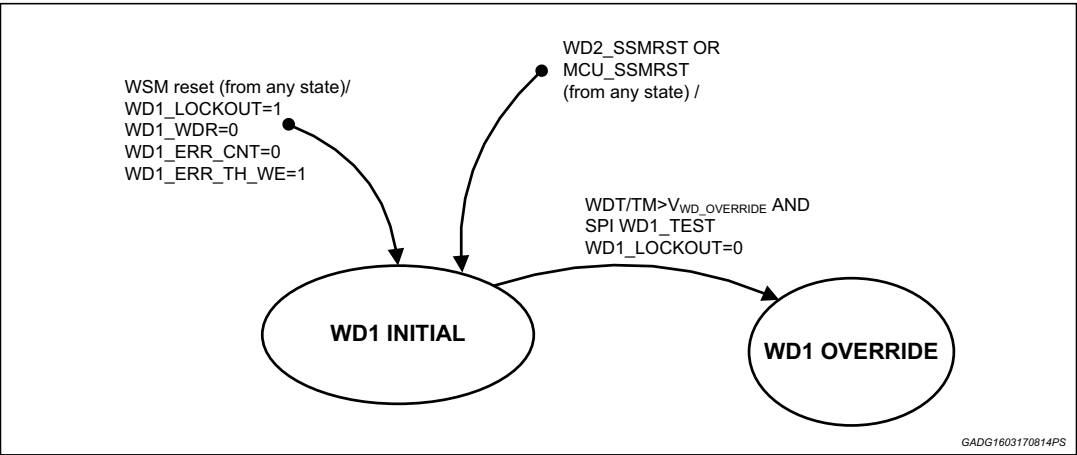 WD2_SSMRST OR
MCU_SSMRST
(from any state) /
WSM reset (from any state)/
WD1_LOCKOUT=1
WD1_WDR=0
WD1_ERR_CNT=0
WD1_ERR_TH_WE=1
WDT/TM>VWD_OVERRIDE AND
SPI WD1_TEST
WD1_LOCKOUT=0
WD1 INITIAL
WD1 OVERRIDE
GADG1603170814PS